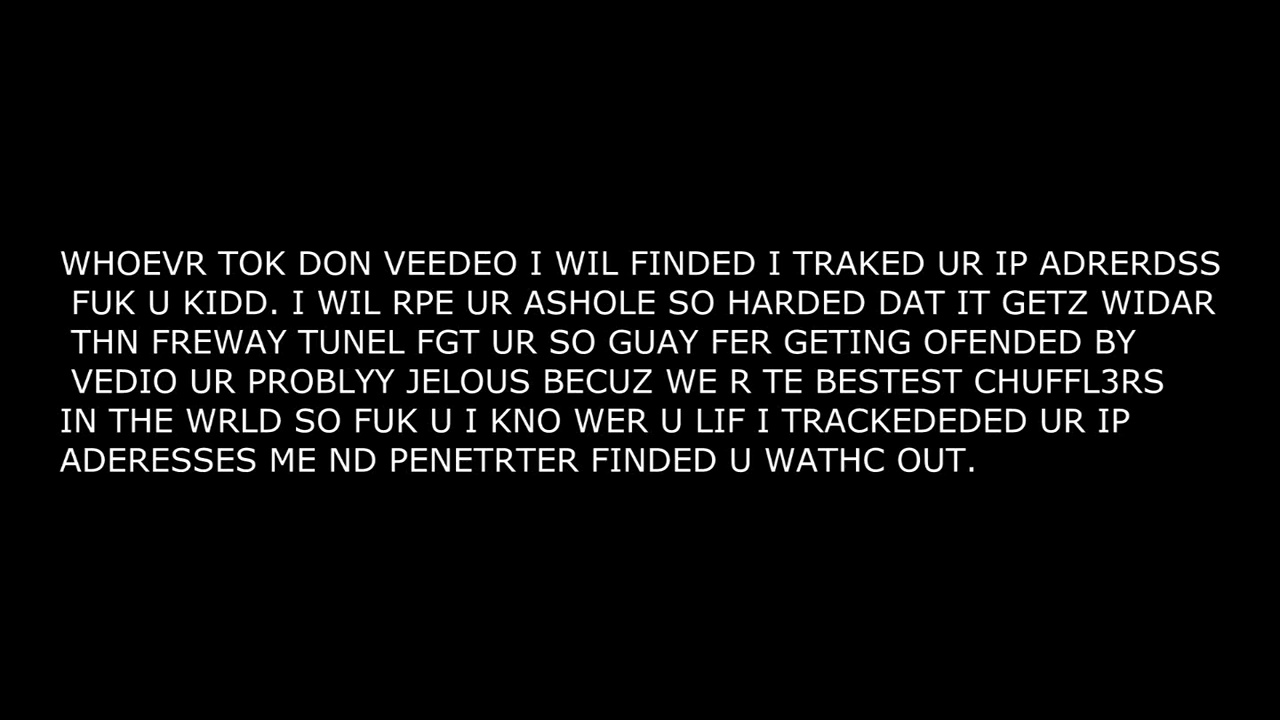 WHOEVR TOK DON VEEDEO I WIL FINDED I TRAKED UR IP ADRERDSS
FUK U KIDD. I WIL RPE UR ASHOLE SO HARDED DAT IT GETZ WIDAR
THN FREWAY TUNEL FGT UR SO GUAY FER GETING OFENDED BY
VEDIO UR PROBLYY JELOUS BECUZ WE R TE BESTEST CHUFFL3RS
IN THE WRLD SO FUK U I KNO WER U LIF I TRACKEDEDED UR IP
ADERESSES ME ND PENETRTER FINDED U WATHC OUT.